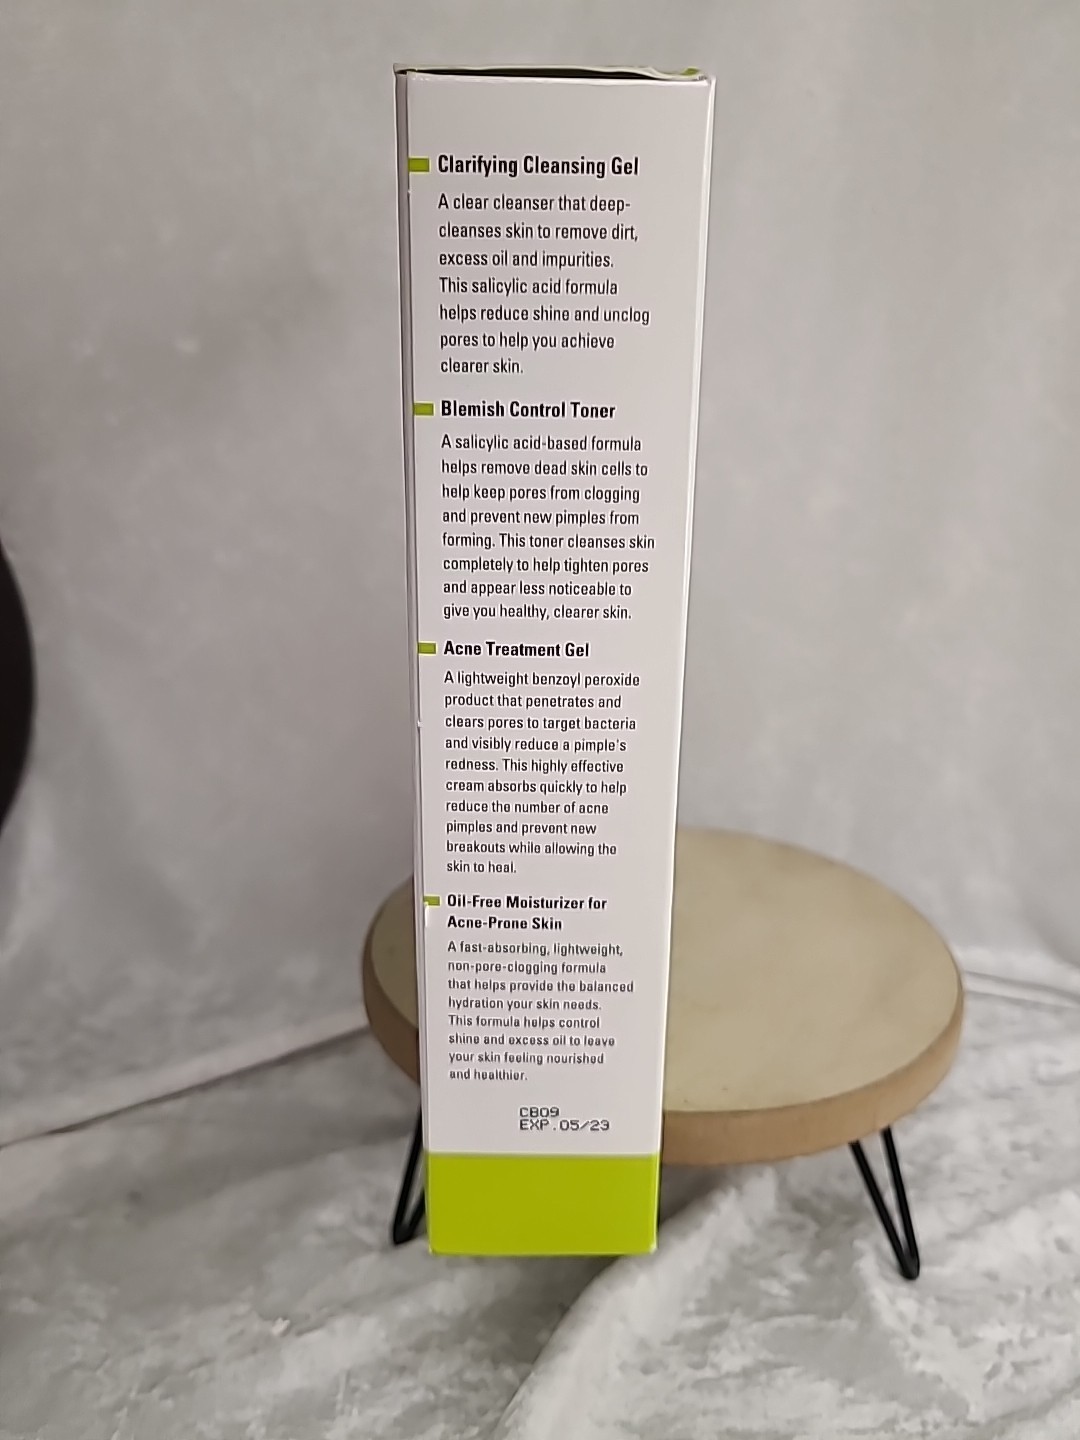 Clarifying Cleansing Gel
A clear cleanser that deep-
cleanses skin to remove dirt,
excess oil and impurities.
This salicylic acid formula
helps reduce shine and unclog
pores to help you achieve
clearer skin.
Blemish Control Toner
A salicylic acid-based formula
helps remove dead skin cells to
help keep pores from clogging
and prevent new pimples from
forming. This toner cleanses skin
completely to help tighten pores
and appear less noticeable to
give you healthy, clearer skin.
Acne Treatment Gel
A lightweight benzoyl peroxide
product that penetrates and
clears pores to target bacteria
and visibly reduce a pimple's
redness. This highly effective
cream absorbs quickly to help
reduce the number of acne
pimples and prevent new
breakouts while allowing the
skin to heal.
Oil-Free Moisturizer for
Acne-Prone Skin
A fast-absorbing, lightweight,
non-pore-clogging formula
that helps provide the balanced
hydration your skin needs.
This formula helps control
shine and excess oil to leave
your skin feeling nourished
and healthier.
CB09
EXP.05/23